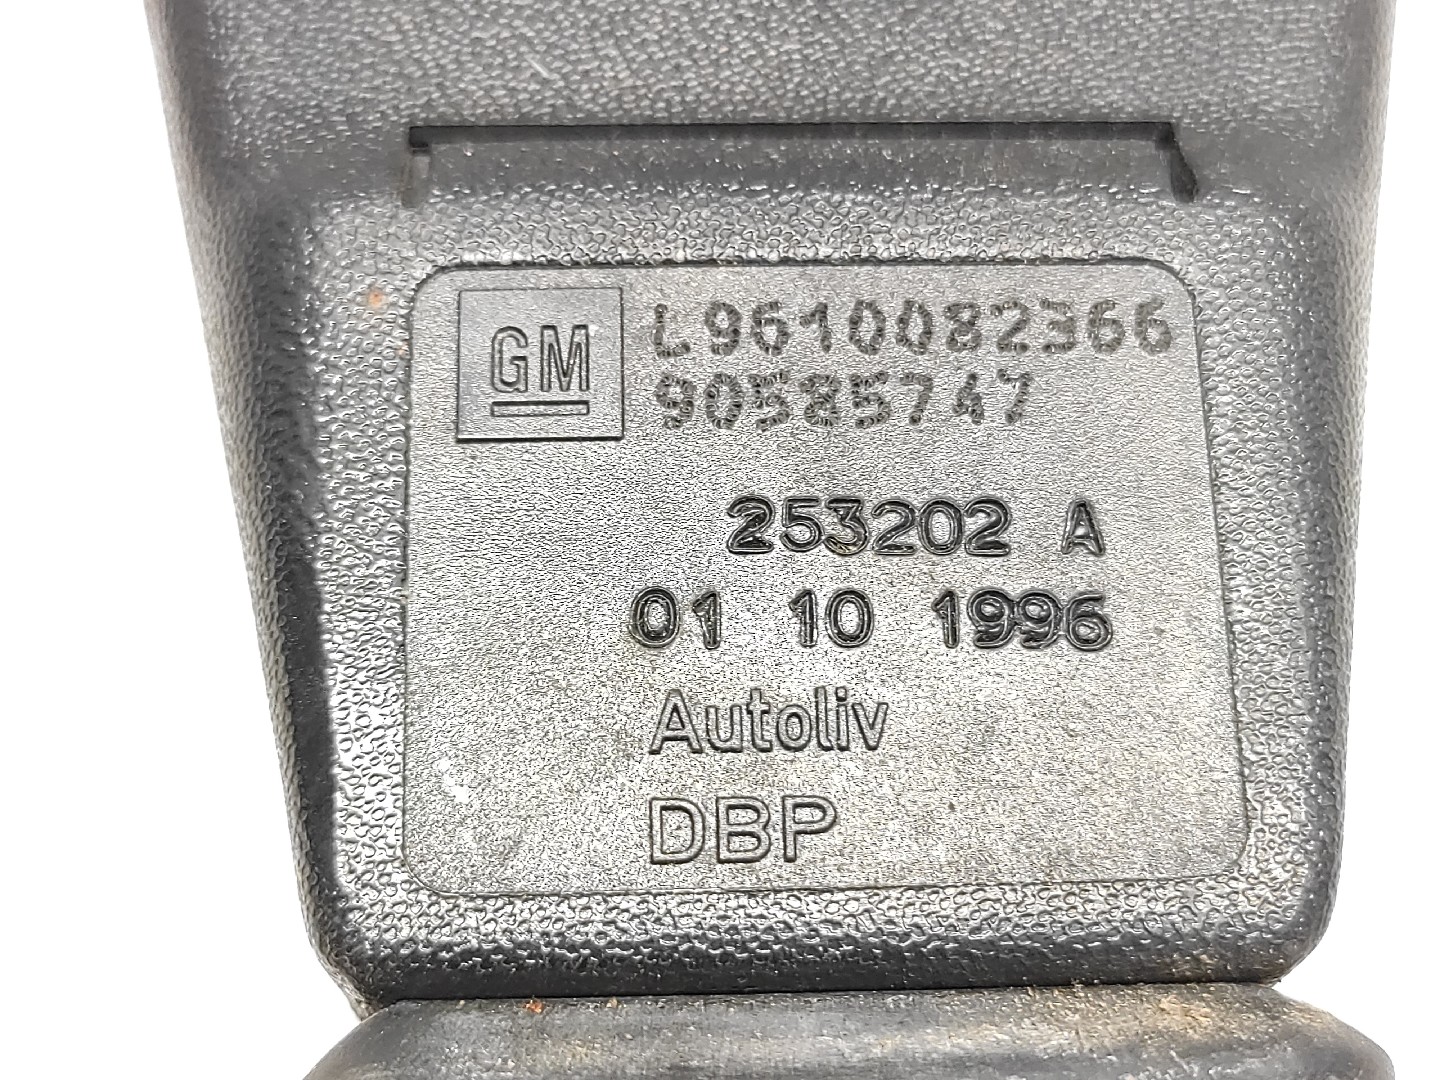 GM
L9610082366
90585747
253202 A
01 10 1996
Autoliv
DBP